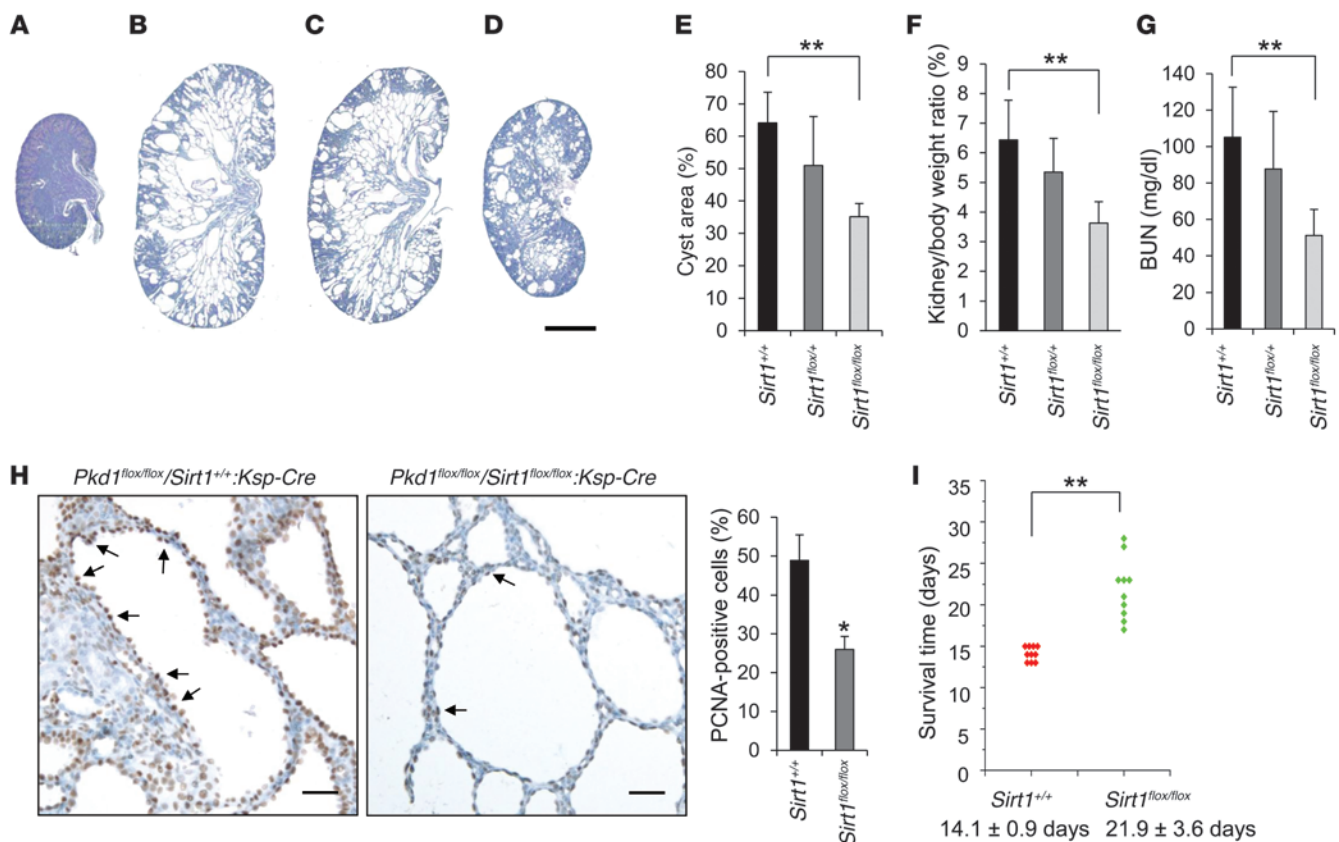 A
B
C
D
E
**
80
70
60
50
40
30
20
10
0
Cyst area (%)
Sirt1+/+
Sirt1flox/+
Sirt1flox/flox
F
**
9
8
7
6
5
4
3
2
1
0
Kidney/body weight ratio (%)
Sirt1+/+
Sirt1flox/+
Sirt1flox/flox
G
**
140
120
100
80
60
40
20
0
BUN (mg/dl)
Sirt1+/+
Sirt1flox/+
Sirt1flox/flox
H
Pkd1flox/flox/Sirt1+/+:Ksp-Cre
Pkd1flox/flox/Sirt1flox/flox:Ksp-Cre
60
50
40
30
20
10
0
PCNA-positive cells (%)
*
Sirt1+/+
Sirt1flox/flox
I
**
35
30
25
20
15
10
5
0
Survival time (days)
Sirt1+/+
Sirt1flox/flox
14.1 ± 0.9 days
21.9 ± 3.6 days